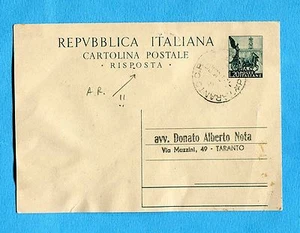 REPVBBLICA ITALIANA
CARTOLINA POSTALE
- RISPOSTA -
A.R. !!
avv. Donato Alberto Nota
Via Mazzini, 49 - TARANTO